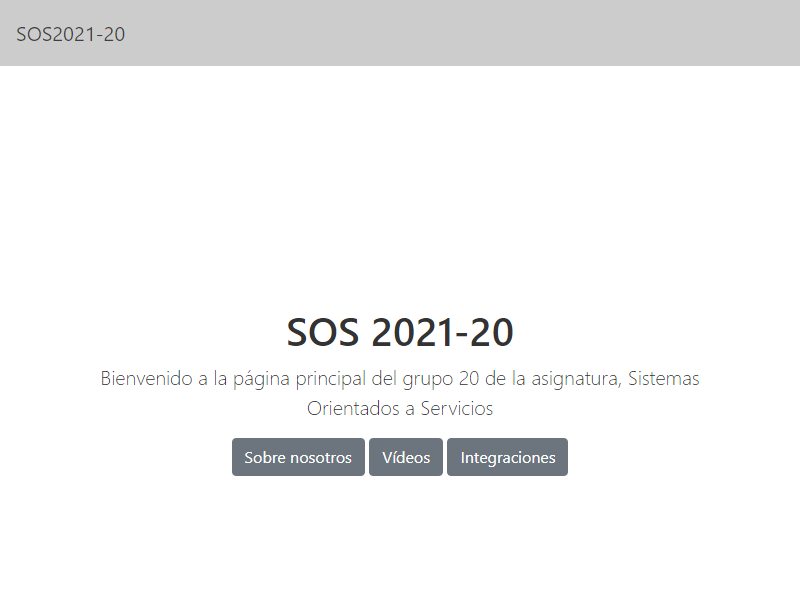 SOS2021-20
SOS 2021-20
Bienvenido a la página principal del grupo 20 de la asignatura, Sistemas
Orientados a Servicios
Sobre nosotros Vídeos Integraciones